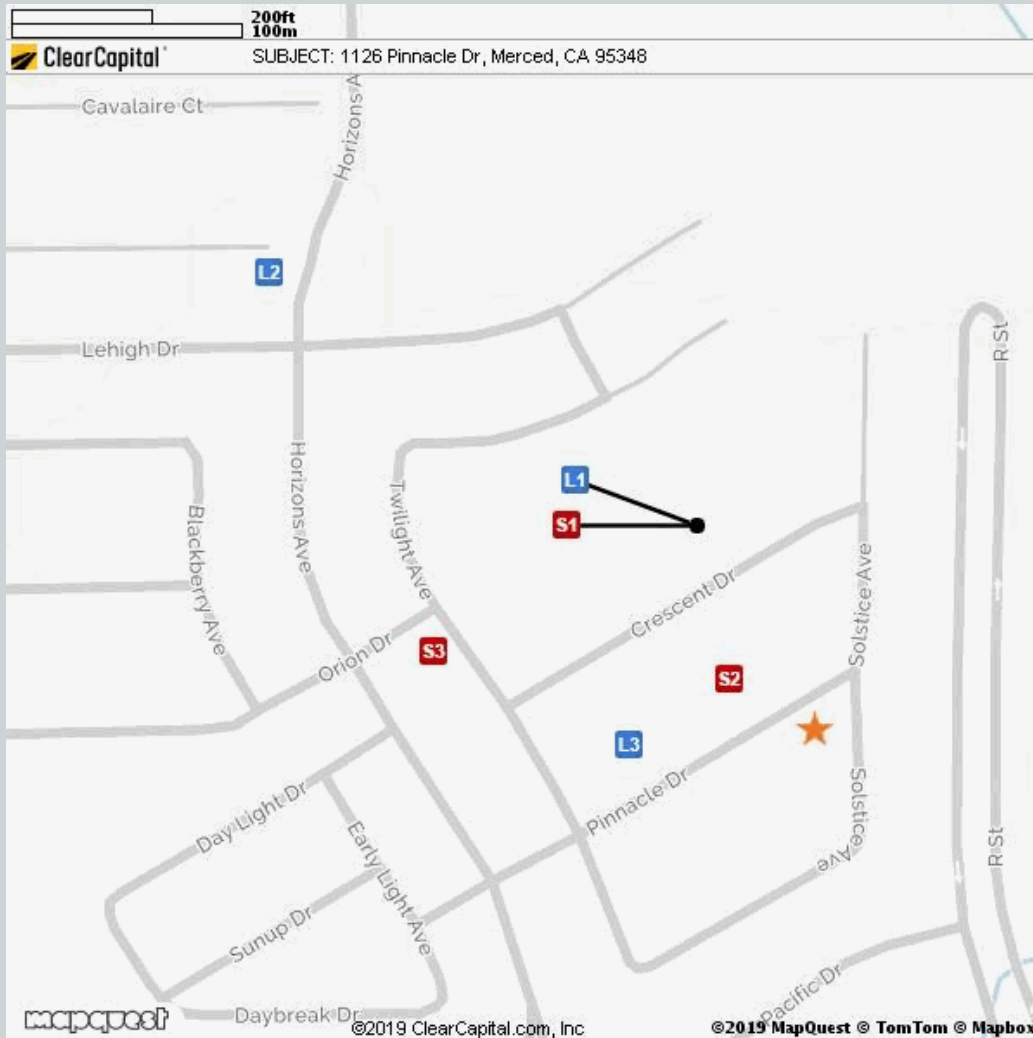 200ft
100m
ClearCapital
SUBJECT: 1126 Pinnacle Dr, Merced, CA 95348
Cavalaire Ct
Horizons A
L2
Lehigh Dr
R St
Horizons Ave
L1
Twilight Ave
S1
Blackberry Ave
Crescent Dr
Solstice Ave
Orion Dr
S3
S2
L3
Pinnacle Dr
Solstice Ave
Day Light Dr
Early Light Ave
R St
Sunup Dr
Pacific Dr
mapquest
Daybreak Dr
©2019 ClearCapital.com, Inc
©2019 MapQuest © TomTom © Mapbox